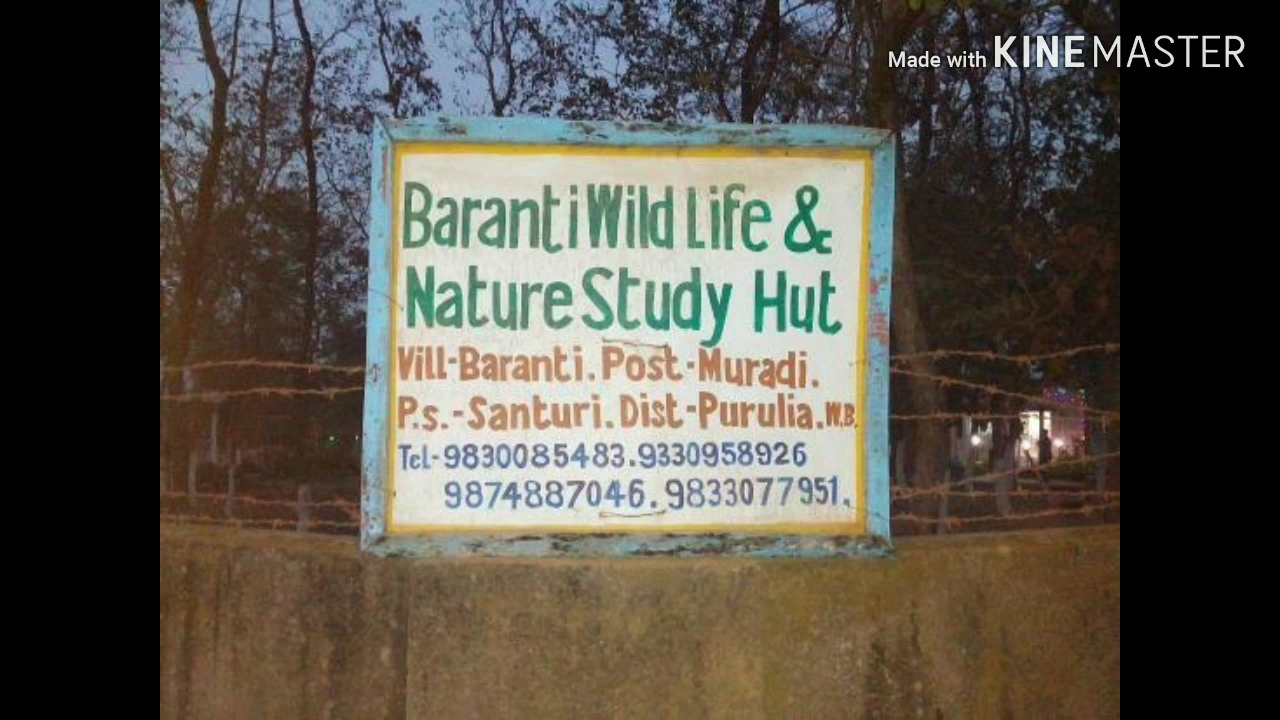 Made with KINEMASTER
Baranti Wild Life &
Nature Study Hut
Vill-Baranti. Post-Muradi.
P.s.-Santuri. Dist-Purulia. W.B.
Tel-9830085483.9330958926
9874887046. 9833077951.